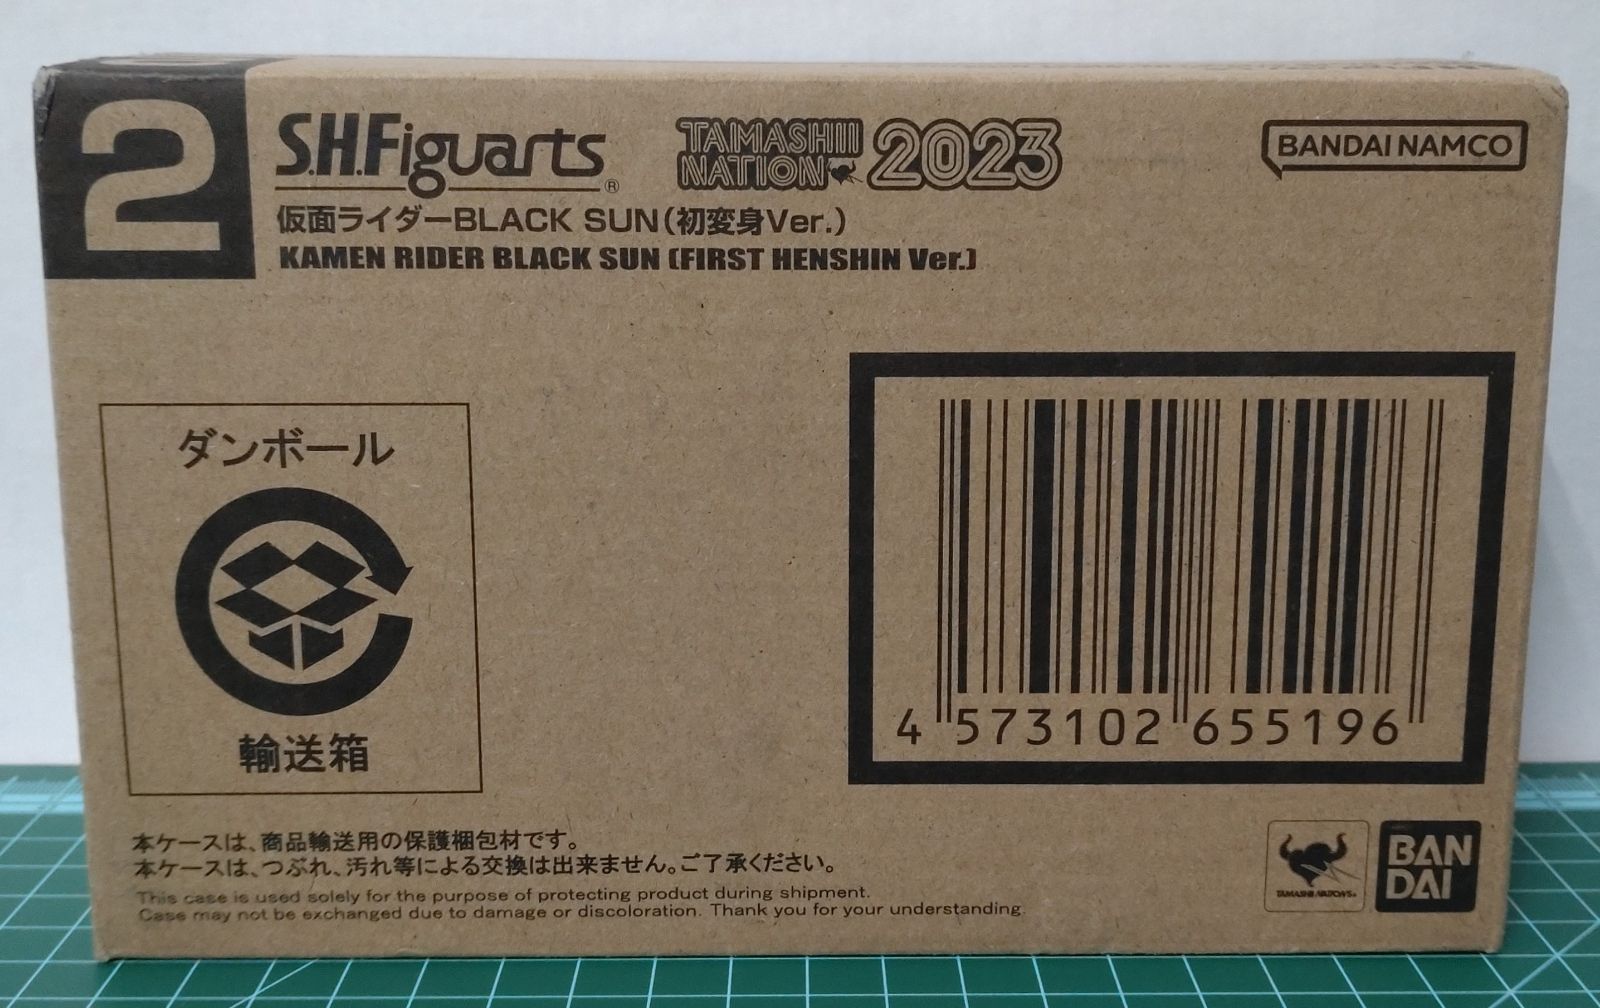 2
S.H.Figuarts®
TAMASHII NATION 2023
BANDAI NAMCO
仮面ライダーBLACK SUN(初変身Ver.)
KAMEN RIDER BLACK SUN (FIRST HENSHIN Ver.)
ダンボール
輸送箱
4 573102 655196
本ケースは、商品輸送用の保護梱包材です。
本ケースは、つぶれ、汚れ等による交換は出来ません。ご了承ください。
This case is used solely for the purpose of protecting product during shipment.
Case may not be exchanged due to damage or discoloration. Thank you for your understanding.
TAMASHII NATIONS®
BAN
DAI